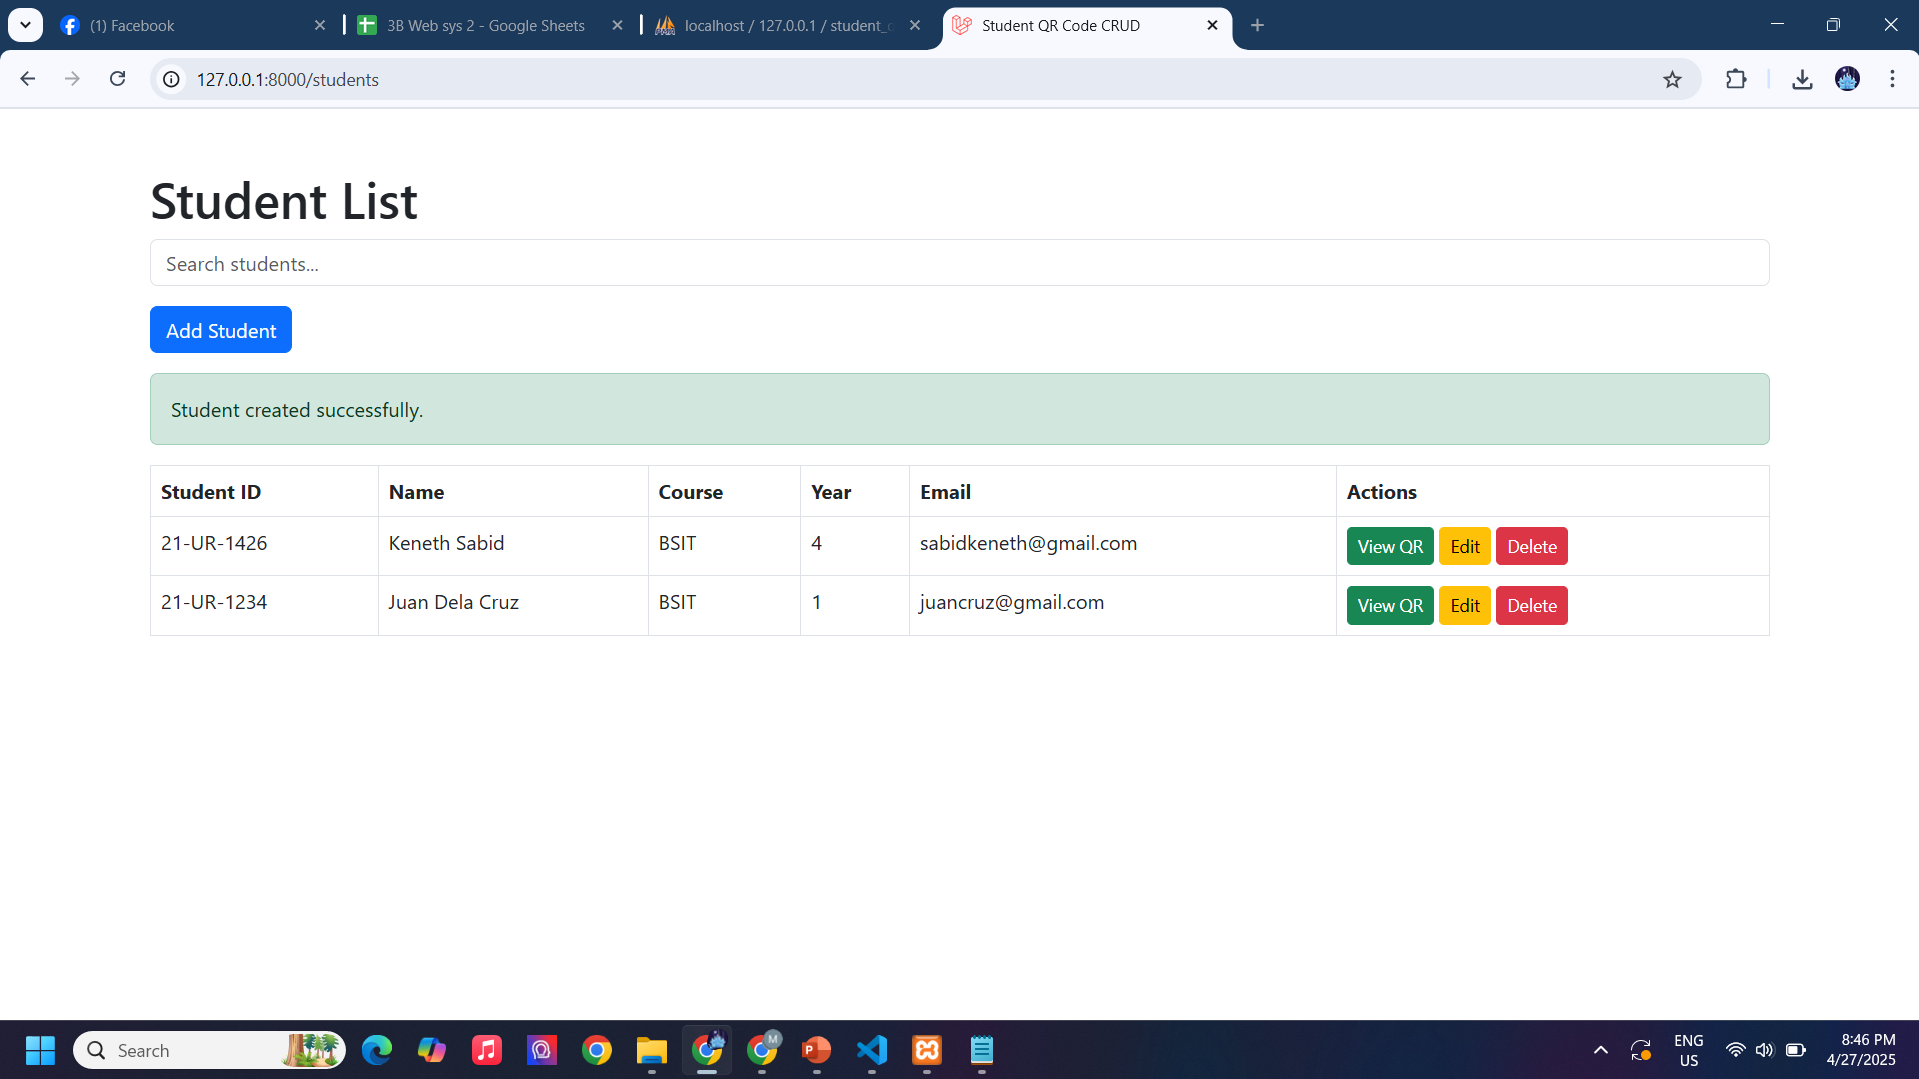 (1) Facebook
3B Web sys 2 - Google Sheets
localhost / 127.0.0.1 / student_
Student QR Code CRUD
127.0.0.1:8000/students
Student List
Search students...
Add Student
Student created successfully.
Student ID Name Course Year Email Actions
21-UR-1426 Keneth Sabid BSIT 4 sabidkeneth@gmail.com View QR Edit Delete
21-UR-1234 Juan Dela Cruz BSIT 1 juancruz@gmail.com View QR Edit Delete
Search
M
P
ENG
US
8:46 PM
4/27/2025